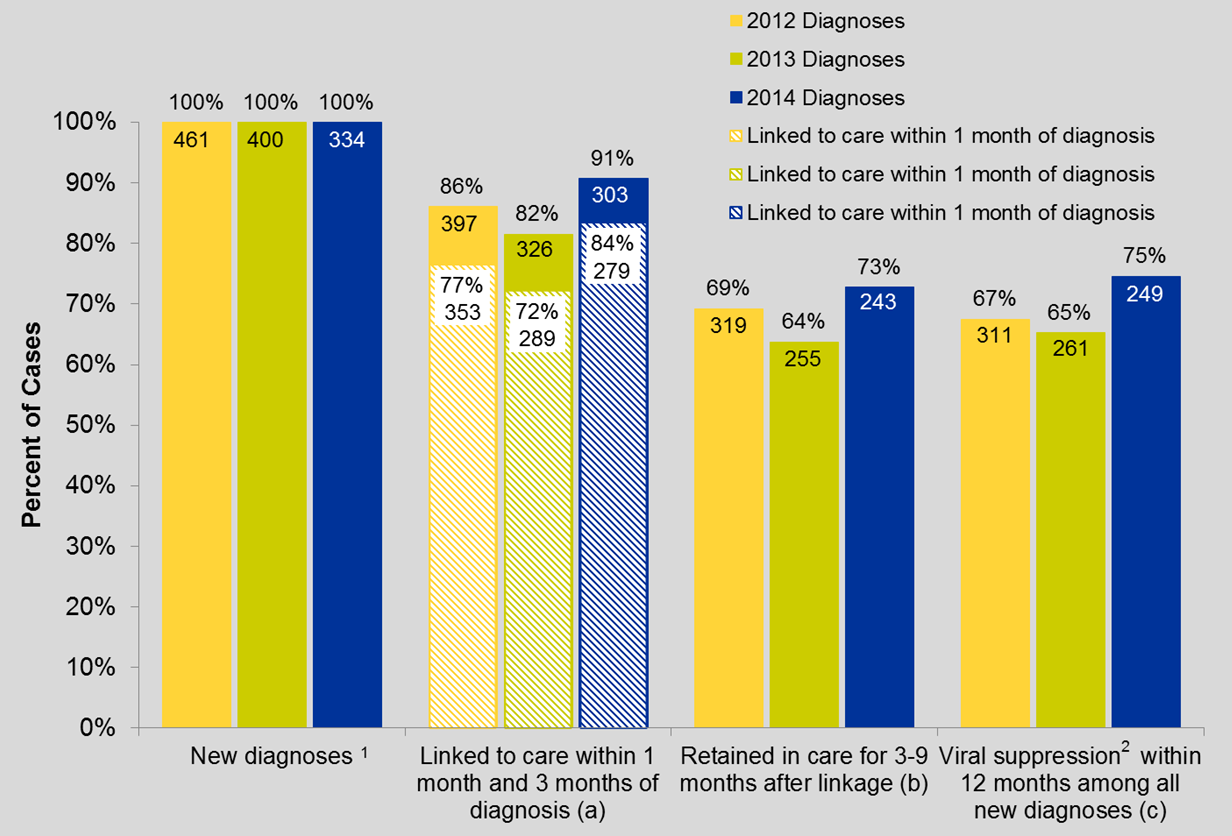 2012 Diagnoses
2013 Diagnoses
2014 Diagnoses
Linked to care within 1 month of diagnosis
Linked to care within 1 month of diagnosis
Linked to care within 1 month of diagnosis
Percent of Cases
100%
90%
80%
70%
60%
50%
40%
30%
20%
10%
0%
100%
461
100%
400
100%
334
86%
397
77%
353
82%
326
72%
289
91%
303
84%
279
69%
319
64%
255
73%
243
67%
311
65%
261
75%
249
New diagnoses ¹
Linked to care within 1
month and 3 months of
diagnosis (a)
Retained in care for 3-9
months after linkage (b)
Viral suppression² within
12 months among all
new diagnoses (c)